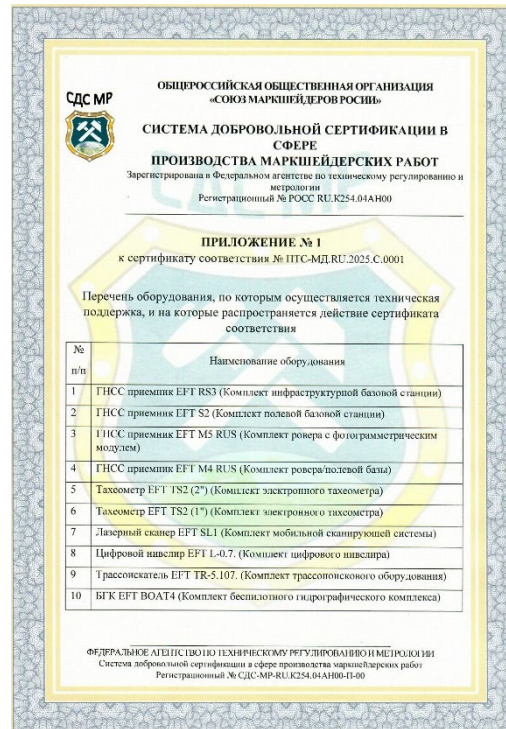 СДС МР
ОБЩЕРОССИЙСКАЯ ОБЩЕСТВЕННАЯ ОРГАНИЗАЦИЯ
«СОЮЗ МАРКШЕЙДЕРОВ РОСИИ»
СИСТЕМА ДОБРОВОЛЬНОЙ СЕРТИФИКАЦИИ В
СФЕРЕ
ПРОИЗВОДСТВА МАРКШЕЙДЕРСКИХ РАБОТ
Зарегистрирована в Федеральном агентстве по техническому регулированию и
метрологии
Регистрационный № РОСС RU.К254.04АН00
СДС МР
ПРИЛОЖЕНИЕ № 1
к сертификату соответствия № ПТС-МД.RU.2025.С.0001
Перечень оборудования, по которым осуществляется техническая
поддержка, и на которые распространяется действие сертификата
соответствия
№
п/п
Наименование оборудования
1 ГНСС приемник EFT RS3 (Комплект инфраструктурной базовой станции)
2 ГНСС приемник EFT S2 (Комплект полевой базовой станции)
3 ГНСС приемник EFT M5 RUS (Комплект ровера с фотограмметрическим
модулем)
4 ГНСС приемник EFT M4 RUS (Комплект ровера/полевой базы)
5 Тахеометр EFT TS2 (2") (Комплект электронного тахеометра)
6 Тахеометр EFT TS2 (1") (Комплект электронного тахеометра)
7 Лазерный сканер EFT SL1 (Комплект мобильной сканирующей системы)
8 Цифровой нивелир EFT L-0.7. (Комплект цифрового нивелира)
9 Трассоискатель EFT TR-5.107. (Комплект трассопоискового оборудования)
10 БГК EFT BOAT4 (Комплект беспилотного гидрографического комплекса)
ФЕДЕРАЛЬНОЕ АГЕНТСТВО ПО ТЕХНИЧЕСКОМУ РЕГУЛИРОВАНИЮ И МЕТРОЛОГИИ
Система добровольной сертификации в сфере производства маркшейдерских работ
Регистрационный № СДС-МР-RU.К254.04АН00-П-00